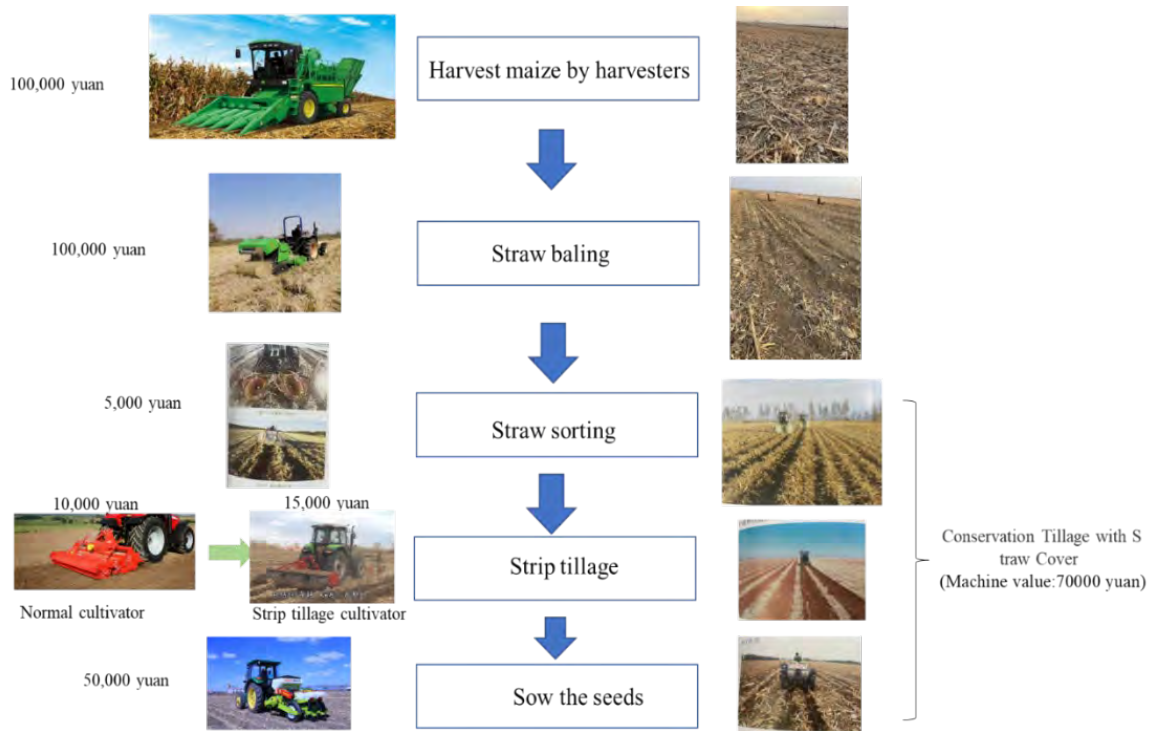 Harvest maize by harvesters
100,000 yuan
Straw baling
100,000 yuan
Straw sorting
5,000 yuan
10,000 yuan
15,000 yuan
Strip tillage
Normal cultivator
Strip tillage cultivator
Conservation Tillage with S
traw Cover
(Machine value:70000 yuan)
50,000 yuan
Sow the seeds